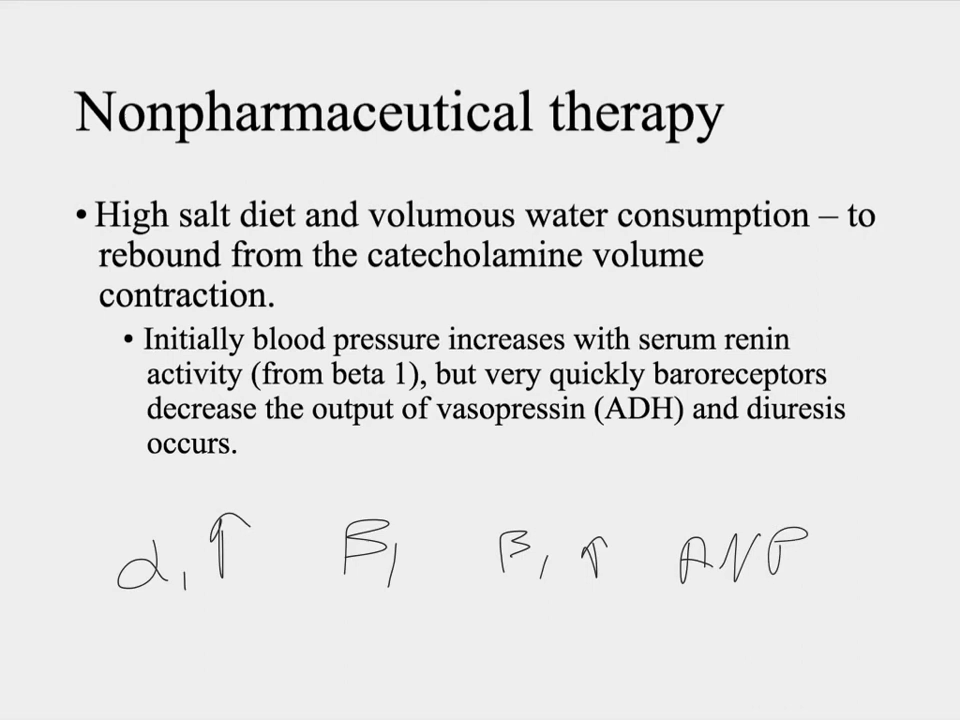 Nonpharmaceutical therapy
• High salt diet and volumous water consumption – to
rebound from the catecholamine volume
contraction.
• Initially blood pressure increases with serum renin
activity (from beta 1), but very quickly baroreceptors
decrease the output of vasopressin (ADH) and diuresis
occurs.
α₁ ↑ β₁ β₁ ↑ ANP